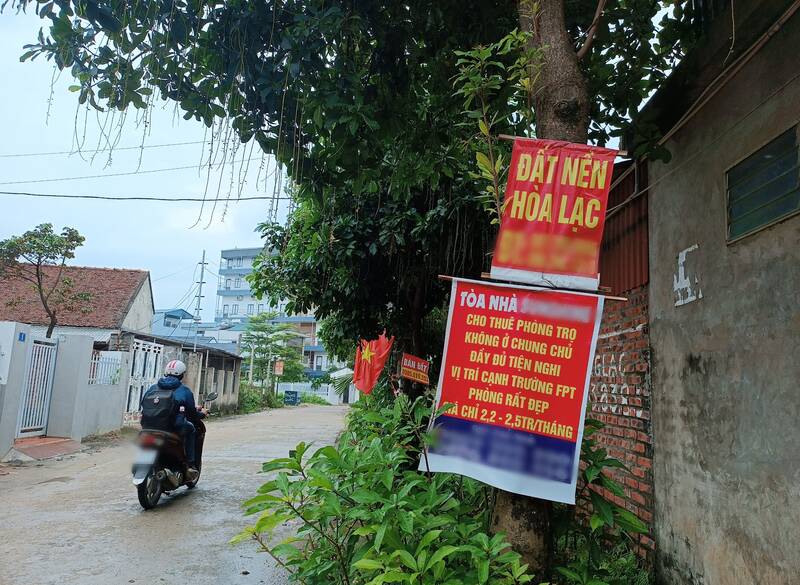 ĐẤT NỀN
HÒA LẠC
TÒA NHÀ
CHO THUÊ PHÒNG TRỌ
KHÔNG Ở CHUNG CHỦ
ĐẦY ĐỦ TIỆN NGHI
VỊ TRÍ CẠNH TRƯỜNG FPT
PHÒNG RẤT ĐẸP
GIÁ CHỈ 2,2 - 2,5TR/THÁNG
BÁN ĐẤT